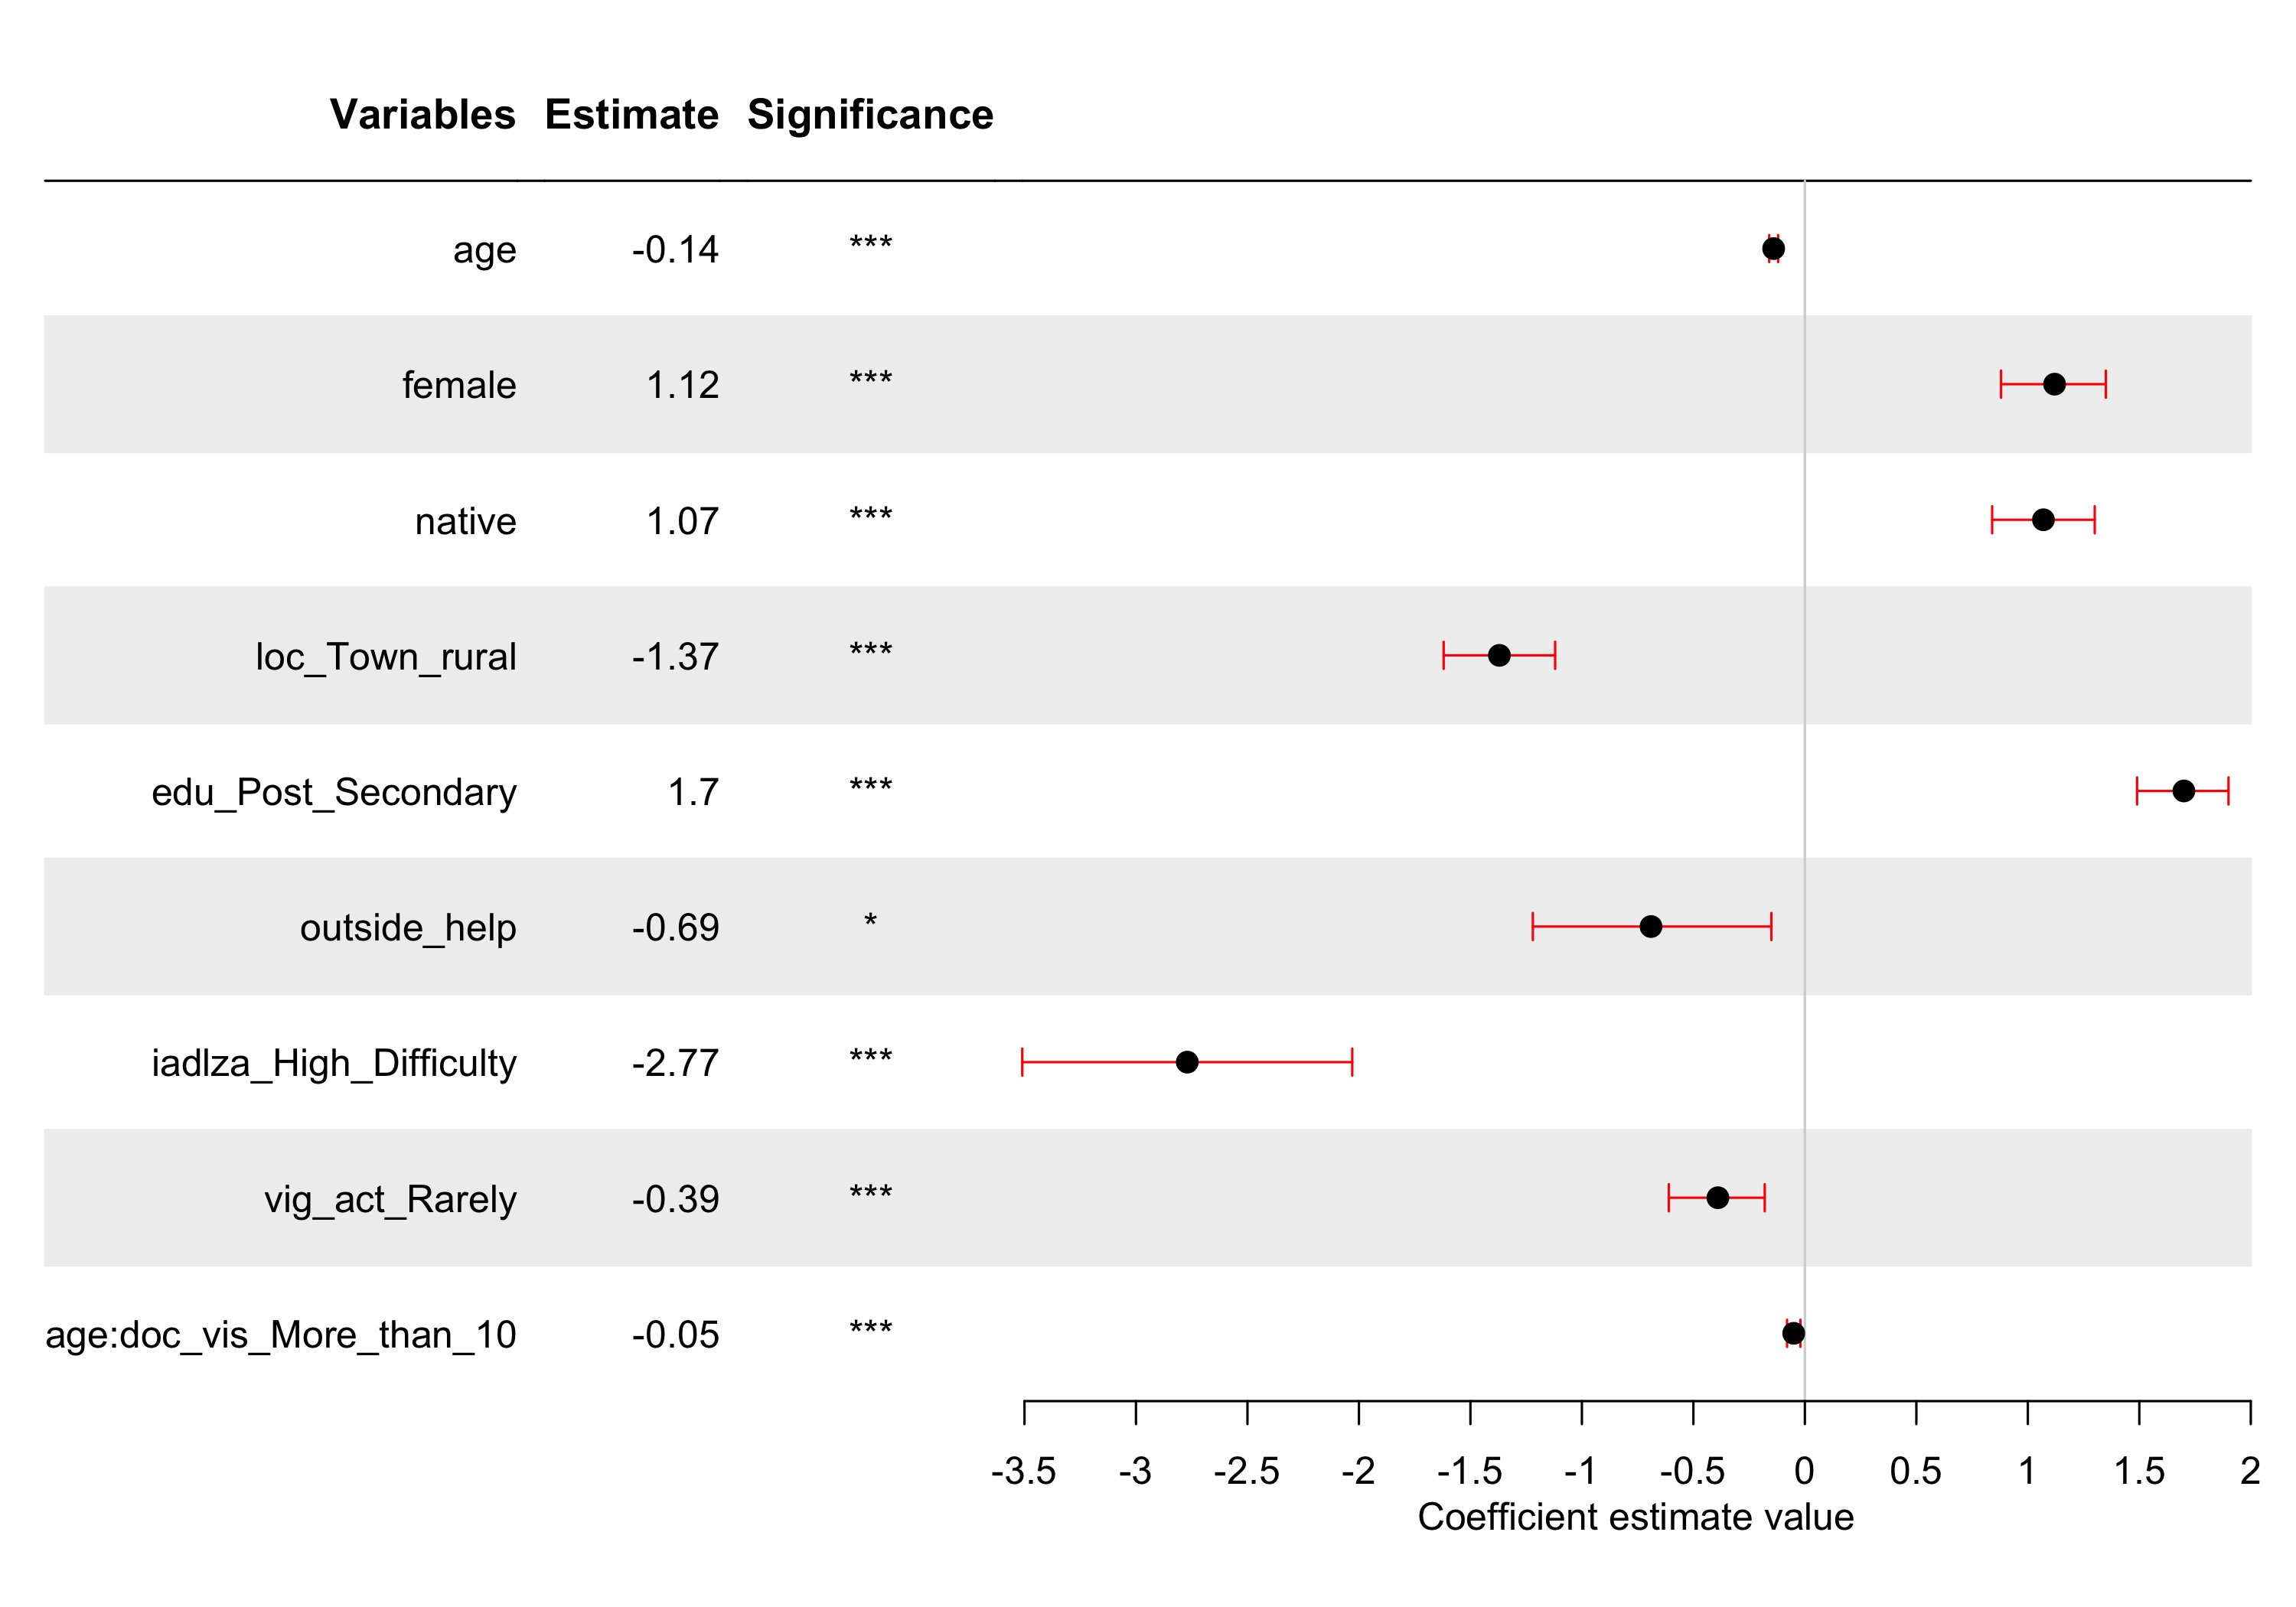 Variables Estimate Significance
age -0.14 ***
female 1.12 ***
native 1.07 ***
loc_Town_rural -1.37 ***
edu_Post_Secondary 1.7 ***
outside_help -0.69 *
iadlza_High_Difficulty -2.77 ***
vig_act_Rarely -0.39 ***
age:doc_vis_More_than_10 -0.05 ***
-3.5 -3 -2.5 -2 -1.5 -1 -0.5 0 0.5 1 1.5 2
Coefficient estimate value